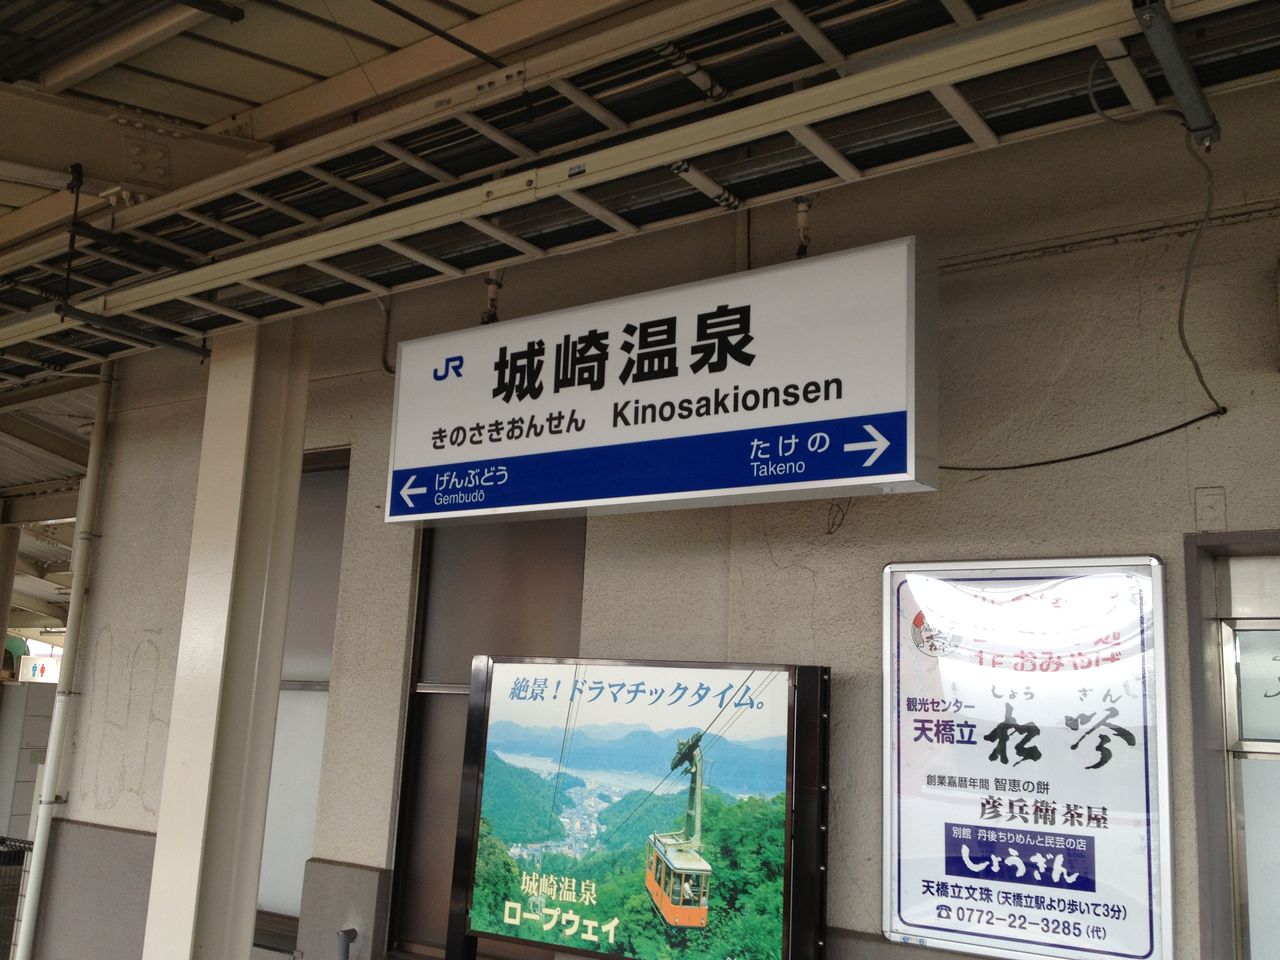 JR 城崎温泉
きのさきおんせん Kinosakionsen
← げんぶどう
Gembudō
たけの →
Takeno
絶景!ドラマチックタイム。
城崎温泉
ロープウェイ
おみやげ
しょう ざん
観光センター
天橋立
創業嘉暦年間 智恵の餅
彦兵衛茶屋
別館 丹後ちりめんと民芸の店
しょうざん
天橋立文珠(天橋立駅より歩いて3分)
☎0772-22-3285(代)